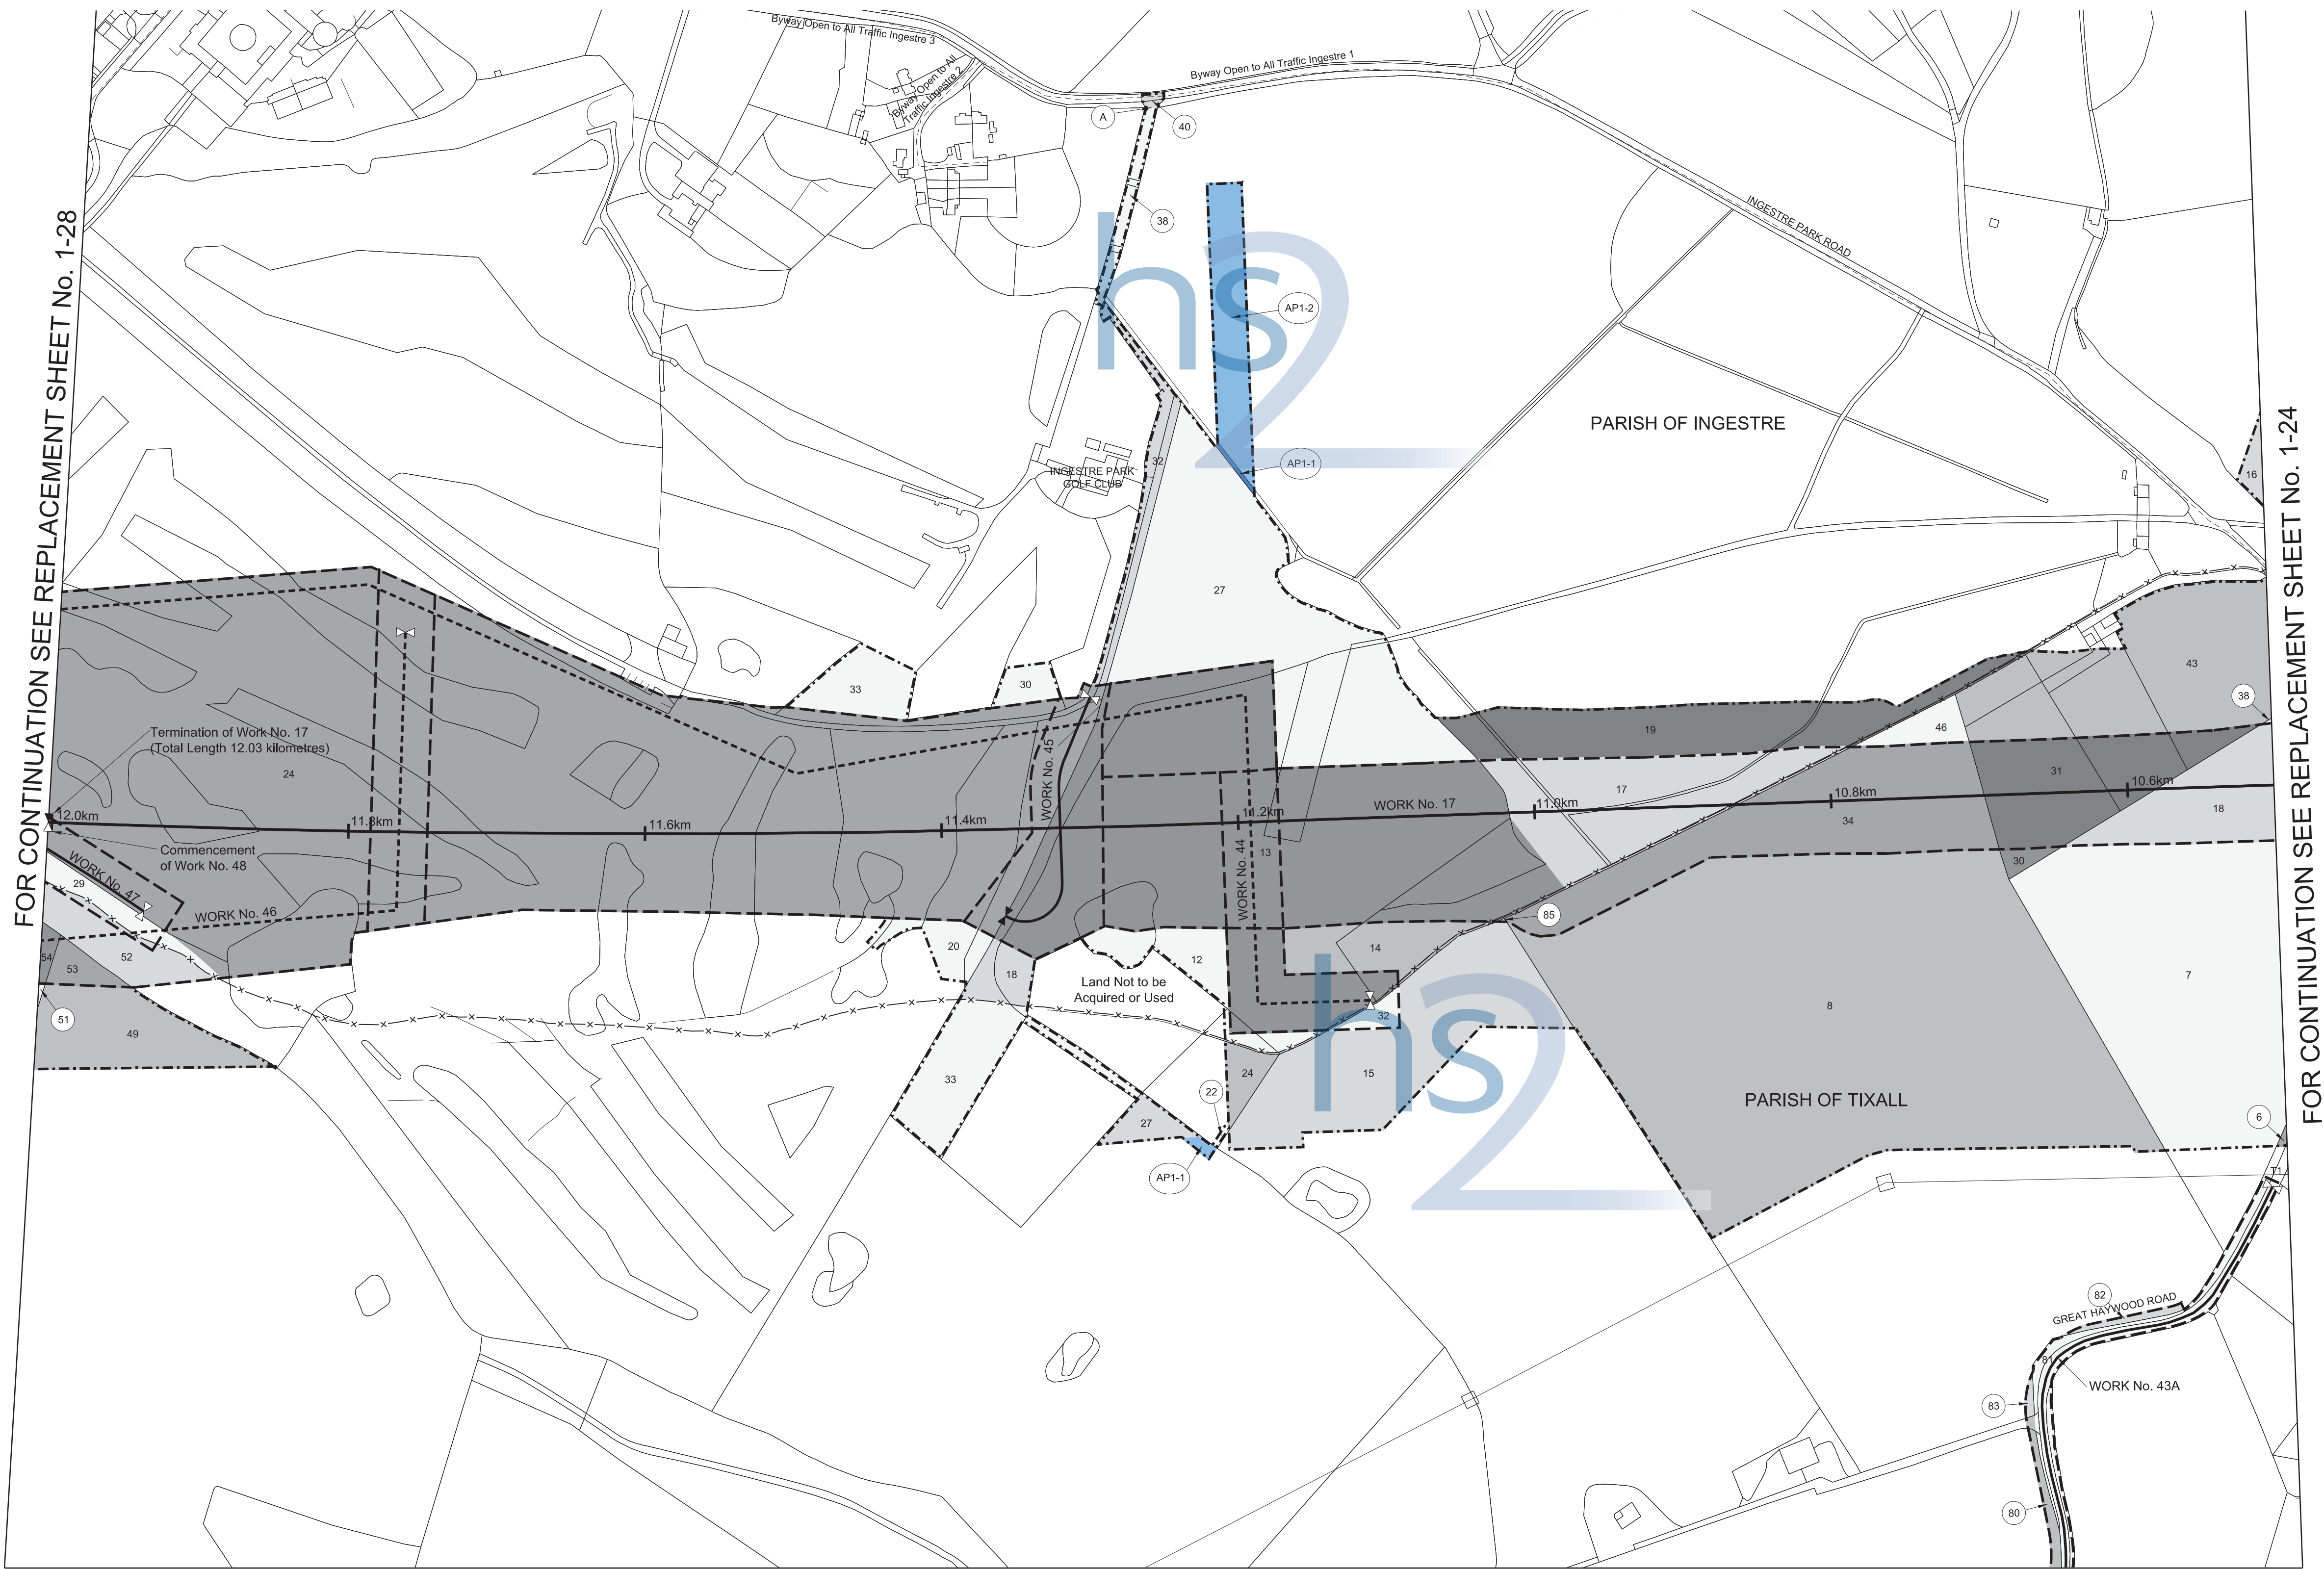 Byway Open to All Traffic Ingestre 3
Byway Open to All
Traffic Ingestre 2
Byway Open to All Traffic Ingestre 1
A
40
38
INGESTRE PARK ROAD
AP1-2
hs2
AP1-1
PARISH OF INGESTRE
FOR CONTINUATION SEE REPLACEMENT SHEET No. 1-28
FOR CONTINUATION SEE REPLACEMENT SHEET No. 1-24
INGESTRE PARK
GOLF CLUB
32
16
27
33
30
43
38
Termination of Work No. 17
(Total Length 12.03 kilometres)
24
WORK No. 45
19
46
31
17
12.0km
11.8km
11.6km
11.4km
11.2km
WORK No. 17
11.0km
10.8km
10.6km
34
18
Commencement
of Work No. 48
WORK No. 47
29
WORK No. 46
WORK No. 44
13
30
85
20
14
54
53
52
18
12
Land Not to be
Acquired or Used
7
8
51
49
32
hs2
33
24
15
22
27
AP1-1
PARISH OF TIXALL
6
T1
82
GREAT HAYWOOD ROAD
81
WORK No. 43A
83
80